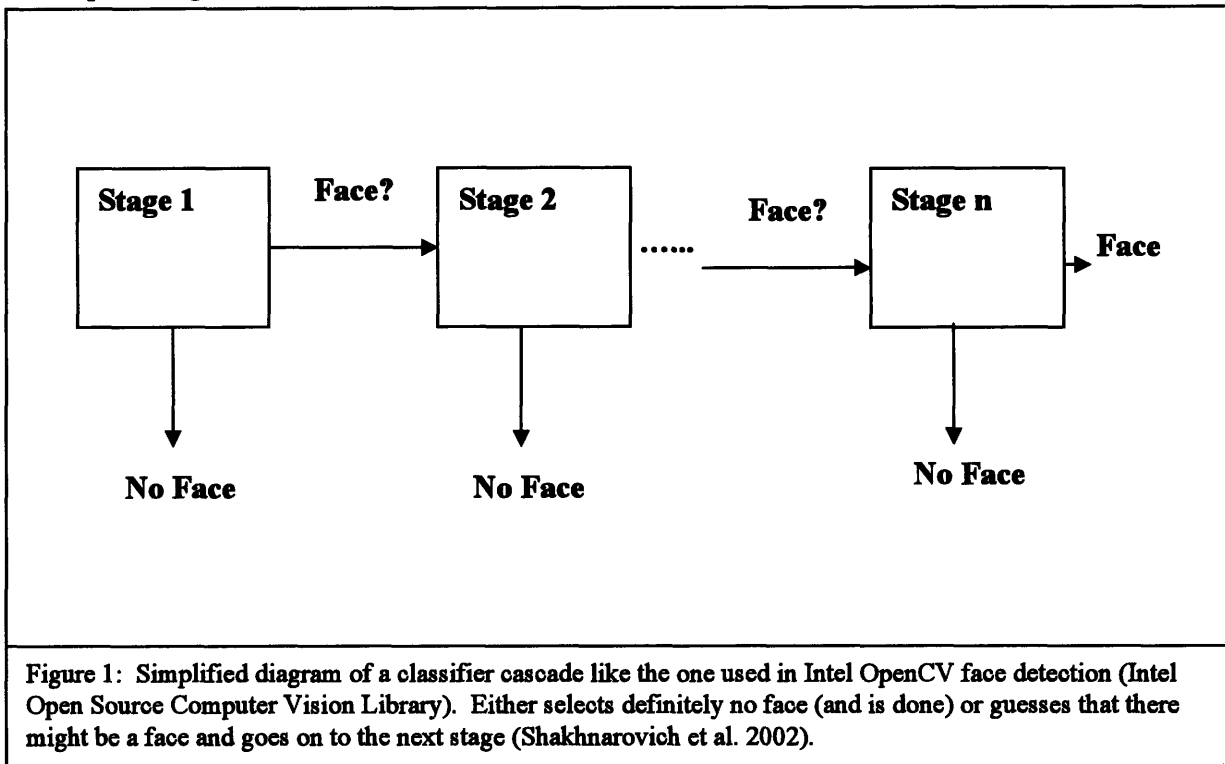 Stage 1
Face?
Stage 2
......
Face?
Stage n
Face
No Face
No Face
No Face
Figure 1: Simplified diagram of a classifier cascade like the one used in Intel OpenCV face detection (Intel
Open Source Computer Vision Library). Either selects definitely no face (and is done) or guesses that there
might be a face and goes on to the next stage (Shakhnarovich et al. 2002).